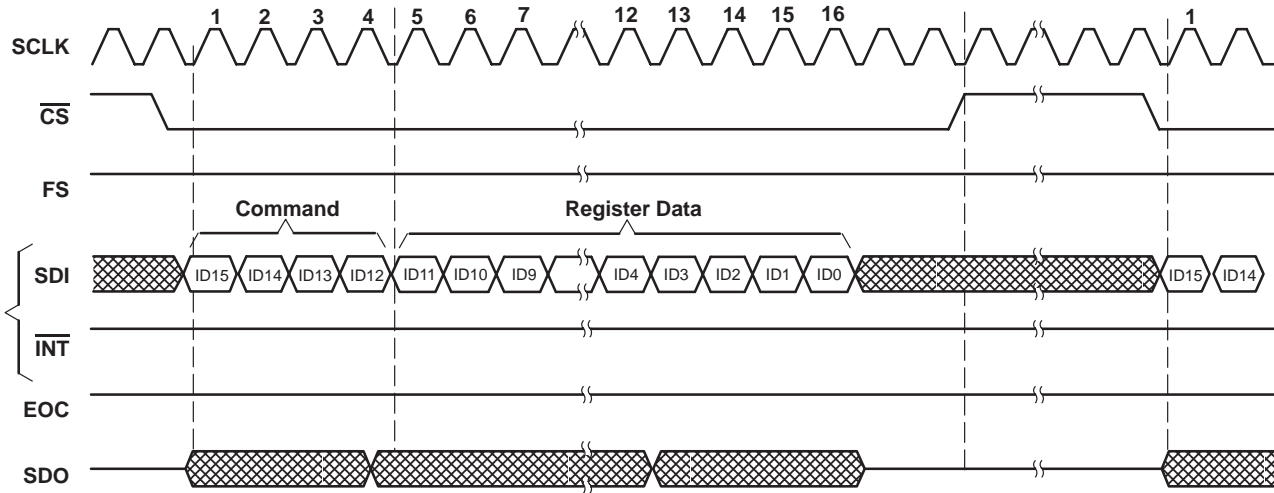 1 2 3 4 5 6 7 12 13 14 15 16 1
SCLK
CS
FS
Command Register Data
SDI ID15 ID14 ID13 ID12 ID11 ID10 ID9 ID4 ID3 ID2 ID1 ID0 ID15 ID14
INT
EOC
SDO